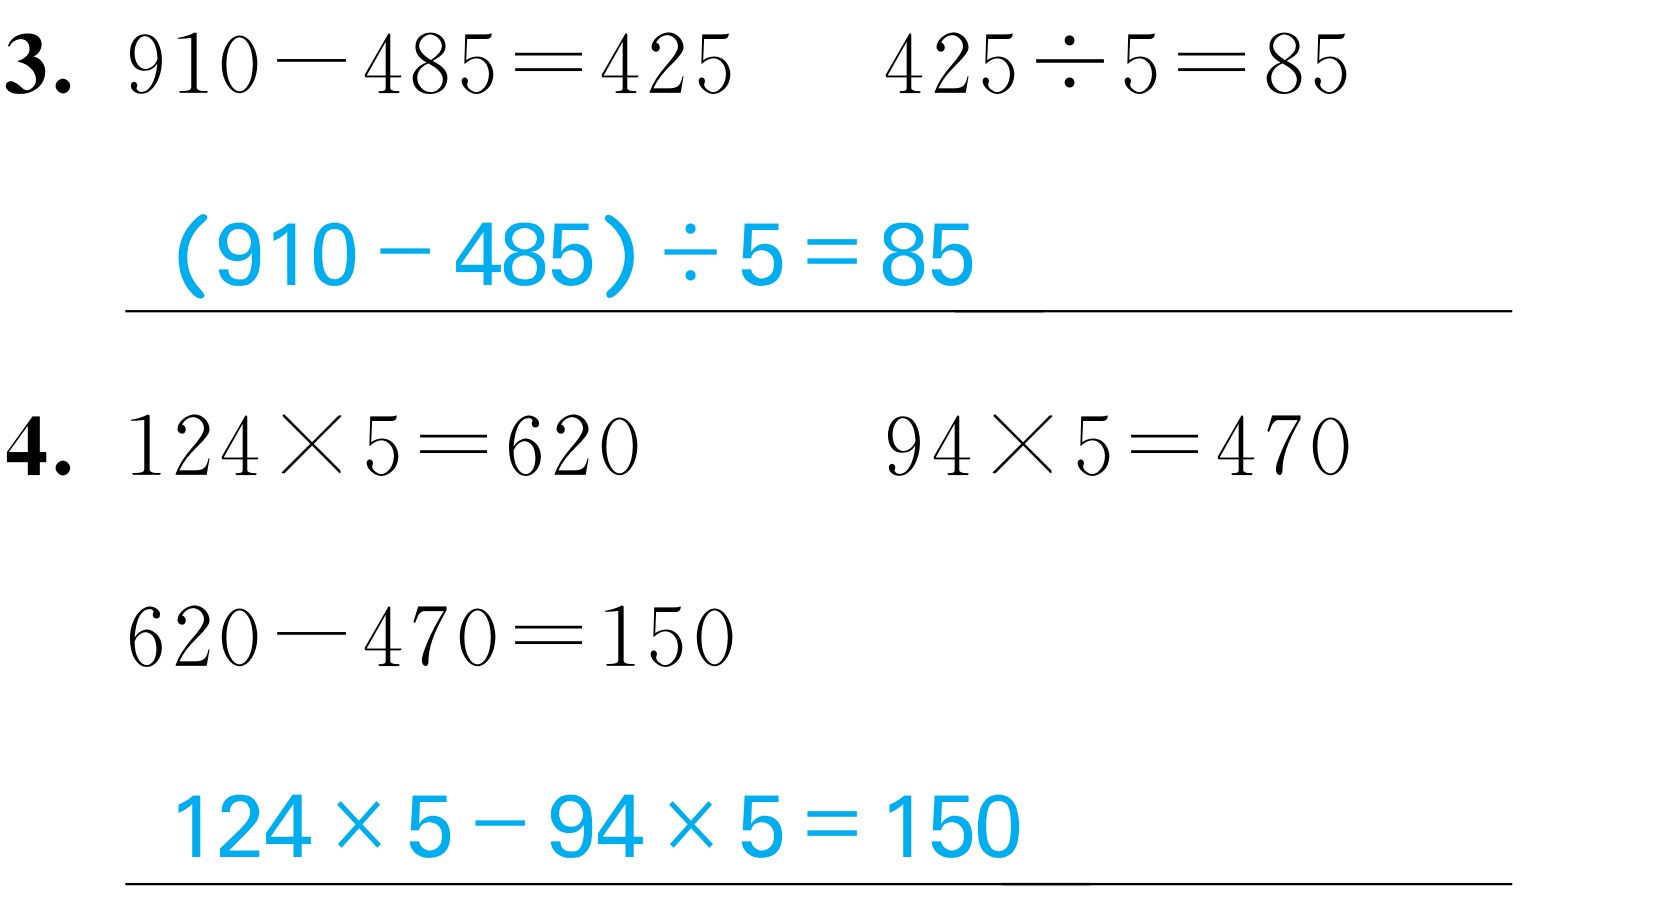 3. 910－485＝425 425÷5＝85
(910 − 485) ÷ 5 = 85
4. 124×5＝620 94×5＝470
620－470＝150
124 × 5 − 94 × 5 = 150